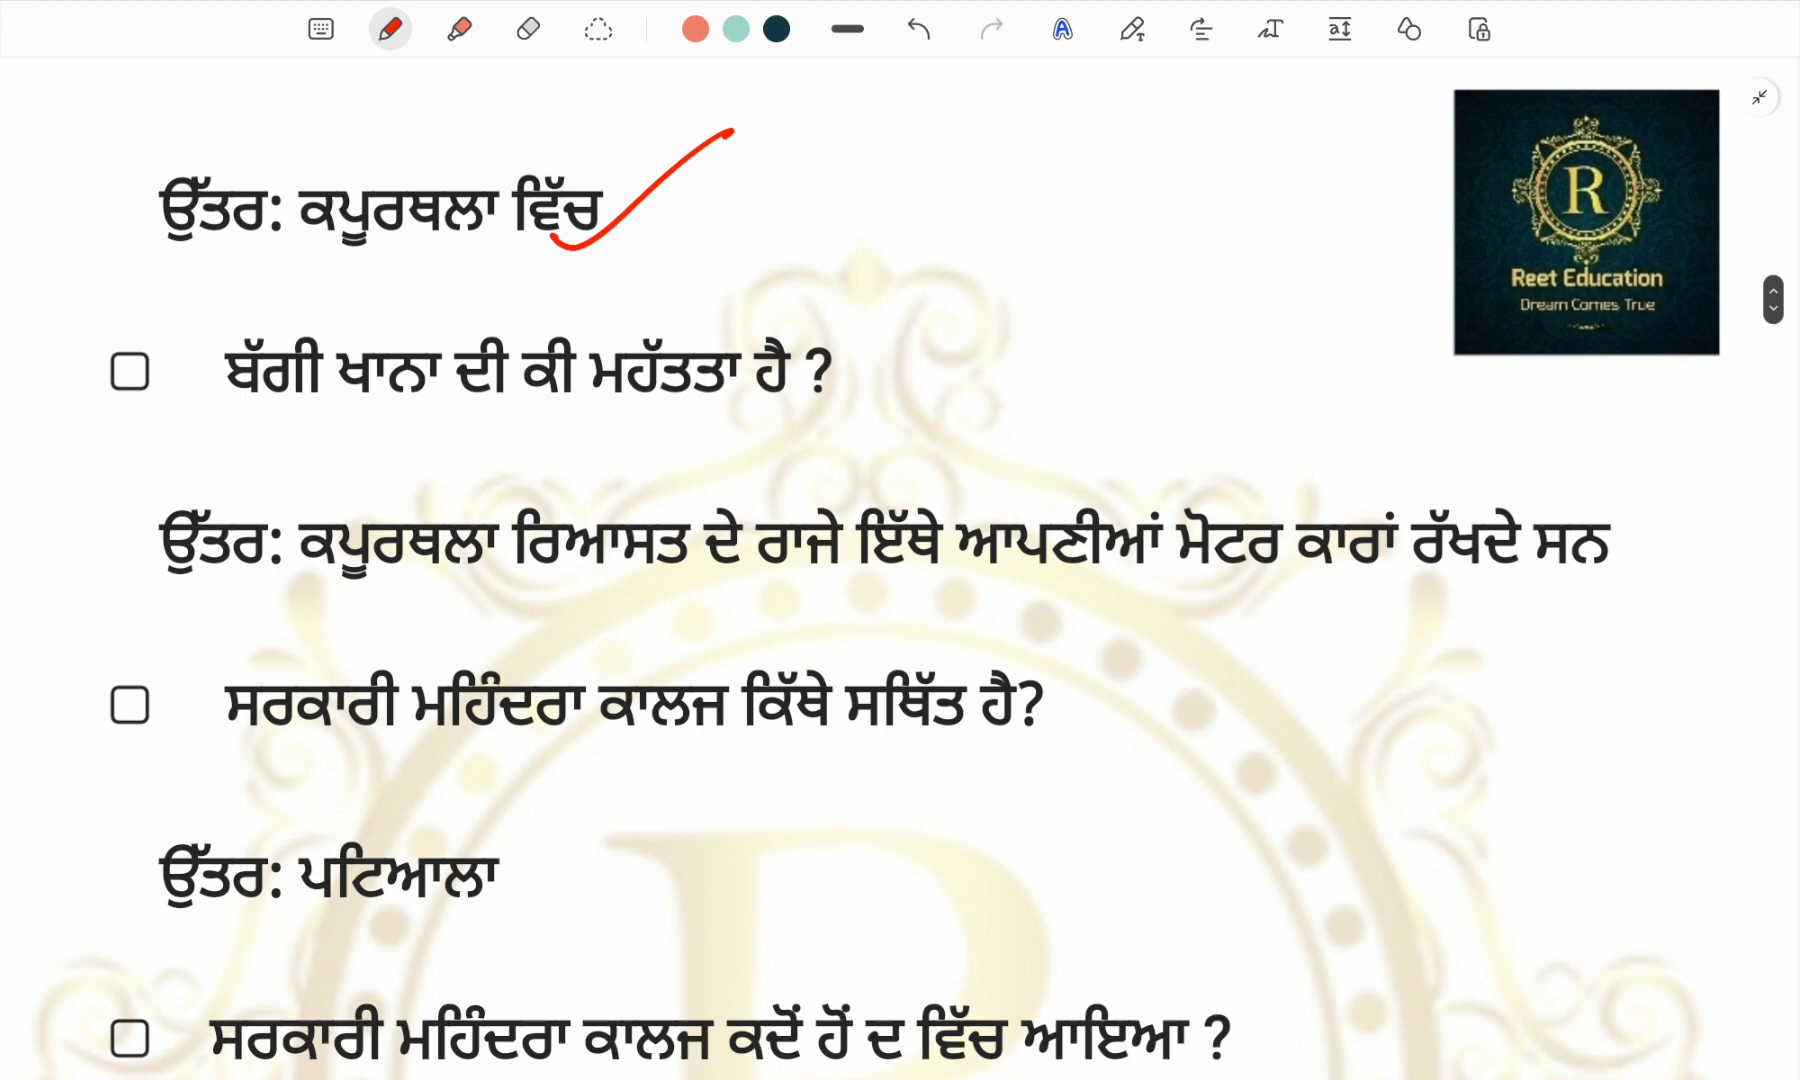 ਉੱਤਰ: ਕਪੂਰਥਲਾ ਵਿੱਚ
R
Reet Education
Dream Comes True
ਬੱਗੀ ਖਾਨਾ ਦੀ ਕੀ ਮਹੱਤਤਾ ਹੈ ?
ਉੱਤਰ: ਕਪੂਰਥਲਾ ਰਿਆਸਤ ਦੇ ਰਾਜੇ ਇੱਥੇ ਆਪਣੀਆਂ ਮੋਟਰ ਕਾਰਾਂ ਰੱਖਦੇ ਸਨ
ਸਰਕਾਰੀ ਮਹਿੰਦਰਾ ਕਾਲਜ ਕਿੱਥੇ ਸਥਿੱਤ ਹੈ?
ਉੱਤਰ: ਪਟਿਆਲਾ
ਸਰਕਾਰੀ ਮਹਿੰਦਰਾ ਕਾਲਜ ਕਦੋਂ ਹੋਂ ਦ ਵਿੱਚ ਆਇਆ ?